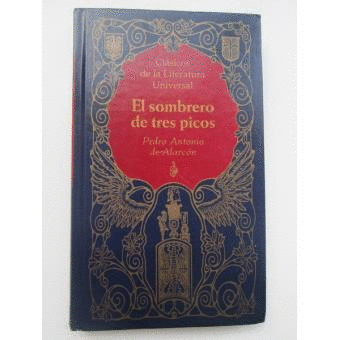 Clásicos
de la Literatura
Universal
El sombrero
de tres picos
Pedro Antonio
de Alarcón